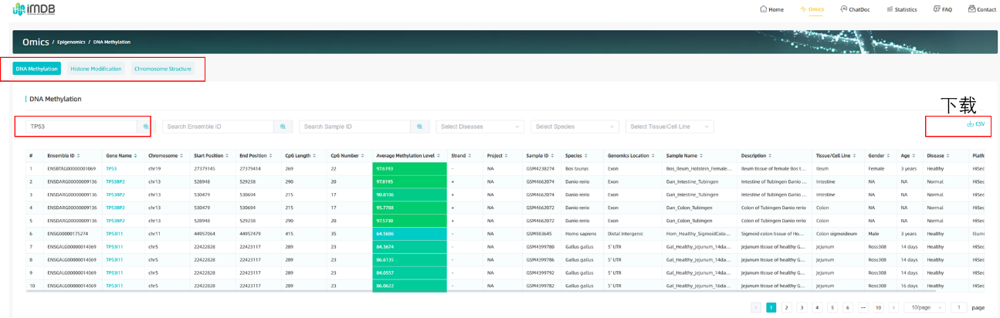 iMDB
Home Omics ChatDoc Statistics FAQ Contact
Omics / Epigenomics / DNA Methylation
DNA Methylation Histone Modification Chromosome Structure
DNA Methylation
下载
TP53 Search Ensemble ID Search Sample ID Select Diseases Select Species Select Tissue/Cell Line CSV
# Ensemble ID Gene Name Chromosome Start Position End Position CpG Length CpG Number Average Methylation Level Strand Project Sample ID Species Genomics Location Sample Name Description Tissue/Cell Line Gender Age Disease Platfo
1 ENSBTAG00000001069 TP53 chr19 27379145 27379414 269 22 97.6193 - NA GSM4238274 Bos taurus Exon Bos_Ileum_Holstein_Female... Ileum tissue of female Bos t... Ileum Female 3 years Healthy HiSec
2 ENSDARG00000009136 TP53BP2 chr13 528948 529238 290 20 97.8195 + NA GSM4662074 Danio rerio Exon Dan_Intestine_Tubingen Intestine of Tubingen Danio ... Intestine NA NA Normal HiSec
3 ENSDARG00000009136 TP53BP2 chr13 530479 530694 215 17 90.8106 + NA GSM4662074 Danio rerio Exon Dan_Intestine_Tubingen Intestine of Tubingen Danio ... Intestine NA NA Normal HiSec
4 ENSDARG00000009136 TP53BP2 chr13 530479 530694 215 17 95.7788 + NA GSM4662072 Danio rerio Exon Dan_Colon_Tubingen Colon of Tubingen Danio rerio Colon NA NA Normal HiSec
5 ENSDARG00000009136 TP53BP2 chr13 528948 529238 290 20 97.5730 + NA GSM4662072 Danio rerio Exon Dan_Colon_Tubingen Colon of Tubingen Danio rerio Colon NA NA Normal HiSec
6 ENSG00000175274 TP53I11 chr11 44957064 44957479 415 35 64.5686 - NA GSM983645 Homo sapiens Distal Intergenic Hom_Healthy_SigmoidColo... Sigmoid colon tissue of Ho... Colon sigmoideum Male 3 years Healthy Illumi
7 ENSGALG00000014069 TP53I11 chr5 22422828 22423117 289 23 84.3674 - NA GSM4399780 Gallus gallus 5' UTR Gal_Healthy_Jejunum_14da... Jejunum tissue of healthy G... Jejunum Ross308 14 days Healthy HiSec
8 ENSGALG00000014069 TP53I11 chr5 22422828 22423117 289 23 86.6135 - NA GSM4399786 Gallus gallus 5' UTR Gal_Healthy_Jejunum_14da... Jejunum tissue of healthy G... Jejunum Ross308 14 days Healthy HiSec
9 ENSGALG00000014069 TP53I11 chr5 22422828 22423117 289 23 84.0557 - NA GSM4399792 Gallus gallus 5' UTR Gal_Healthy_Jejunum_14da... Jejunum tissue of healthy G... Jejunum Ross308 14 days Healthy HiSec
10 ENSGALG00000014069 TP53I11 chr5 22422828 22423117 289 23 86.0622 - NA GSM4399782 Gallus gallus 5' UTR Gal_Healthy_Jejunum_16da... Jejunum tissue of healthy G... Jejunum Ross308 16 days Healthy HiSec
1 2 3 4 5 6 ... 10 10/page 1 page